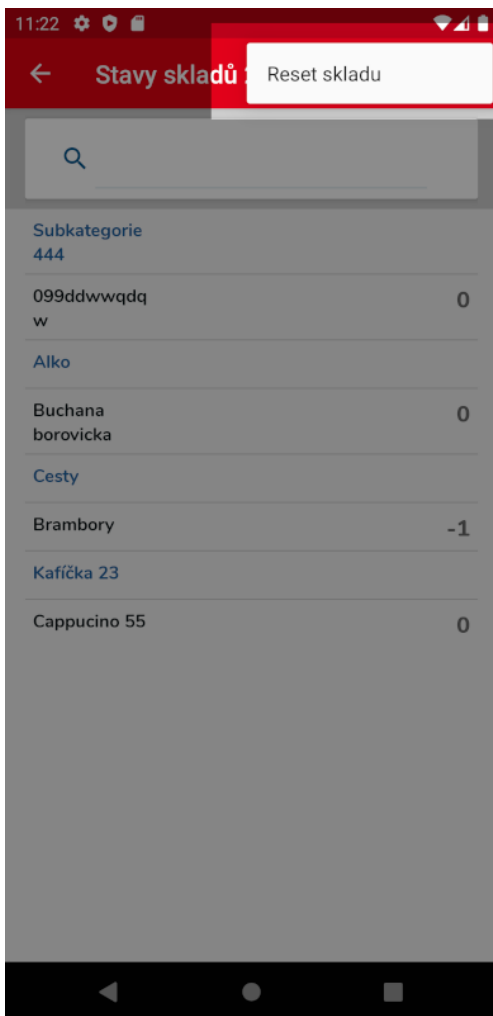 11:22
Stavy skladů
Reset skladu
Subkategorie
444
099ddwwqdq
w
0
Alko
Buchana
borovicka
0
Cesty
Brambory
-1
Kafíčka 23
Cappucino 55
0